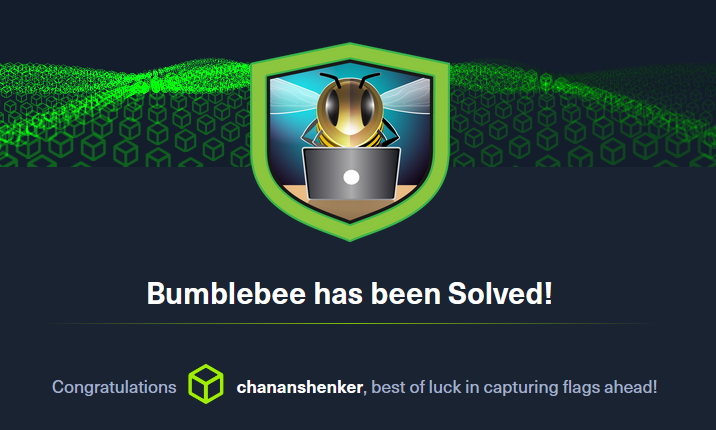 Bumblebee has been Solved!
Congratulations chananshenker, best of luck in capturing flags ahead!